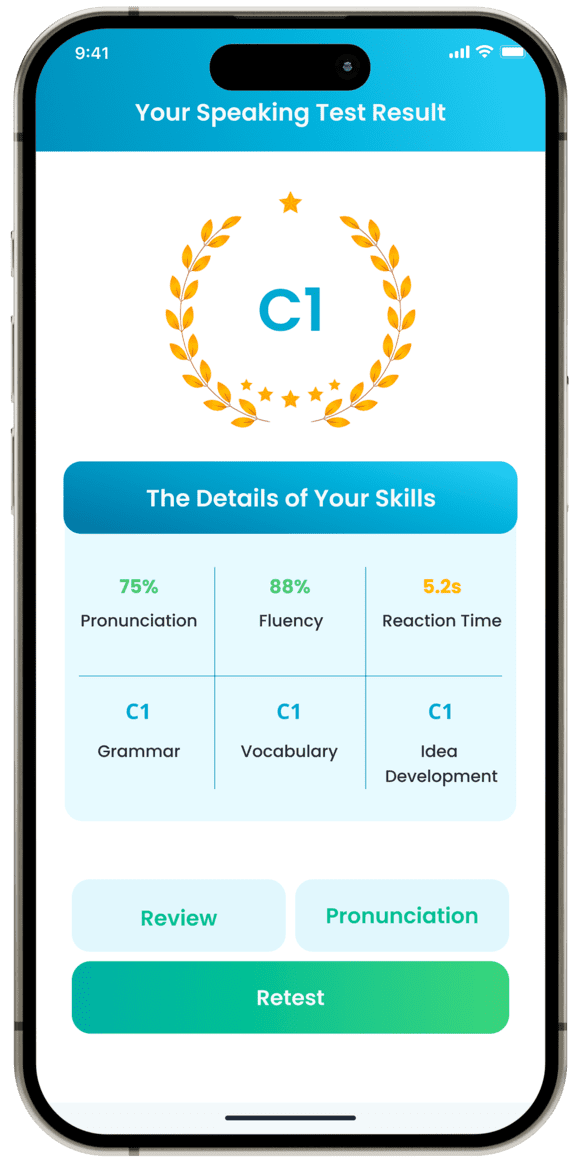 9:41
Your Speaking Test Result
C1
The Details of Your Skills
75%
Pronunciation
88%
Fluency
5.2s
Reaction Time
C1
Grammar
C1
Vocabulary
C1
Idea
Development
Review
Pronunciation
Retest